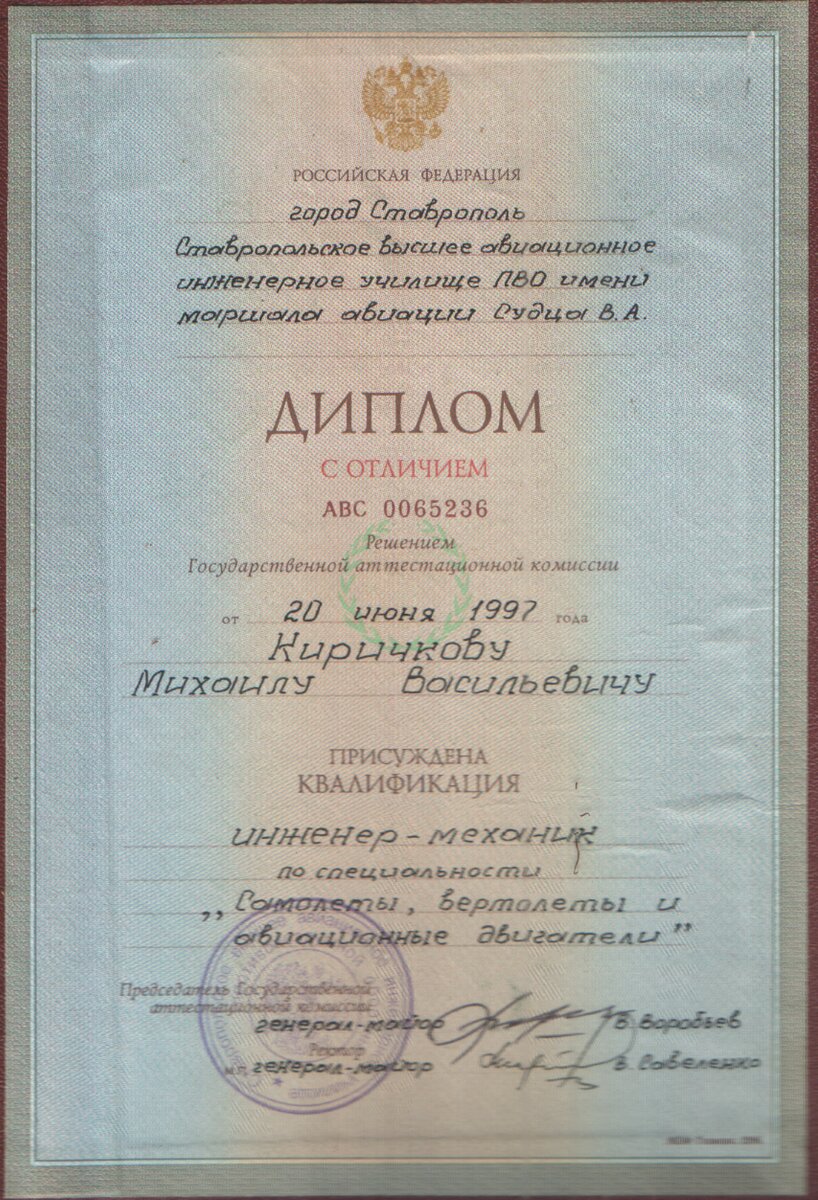 РОССИЙСКАЯ ФЕДЕРАЦИЯ
город Ставрополь
Ставропольское высшее авиационное
инженерное училище ПВО имени
маршала авиации Судца В.А.
ДИПЛОМ
С ОТЛИЧИЕМ
АВС 0065236
Решением
Государственной аттестационной комиссии
от 20 июня 1997 года
Киричкову
Михаилу Васильевичу
ПРИСУЖДЕНА
КВАЛИФИКАЦИЯ
инженер-механик
по специальности
„Самолеты, вертолеты и
авиационные двигатели"
Председатель Государственной
аттестационной комиссии
генерал-майор В. Воробьев
Ректор
м.п. генерал-майор В. Савеленко